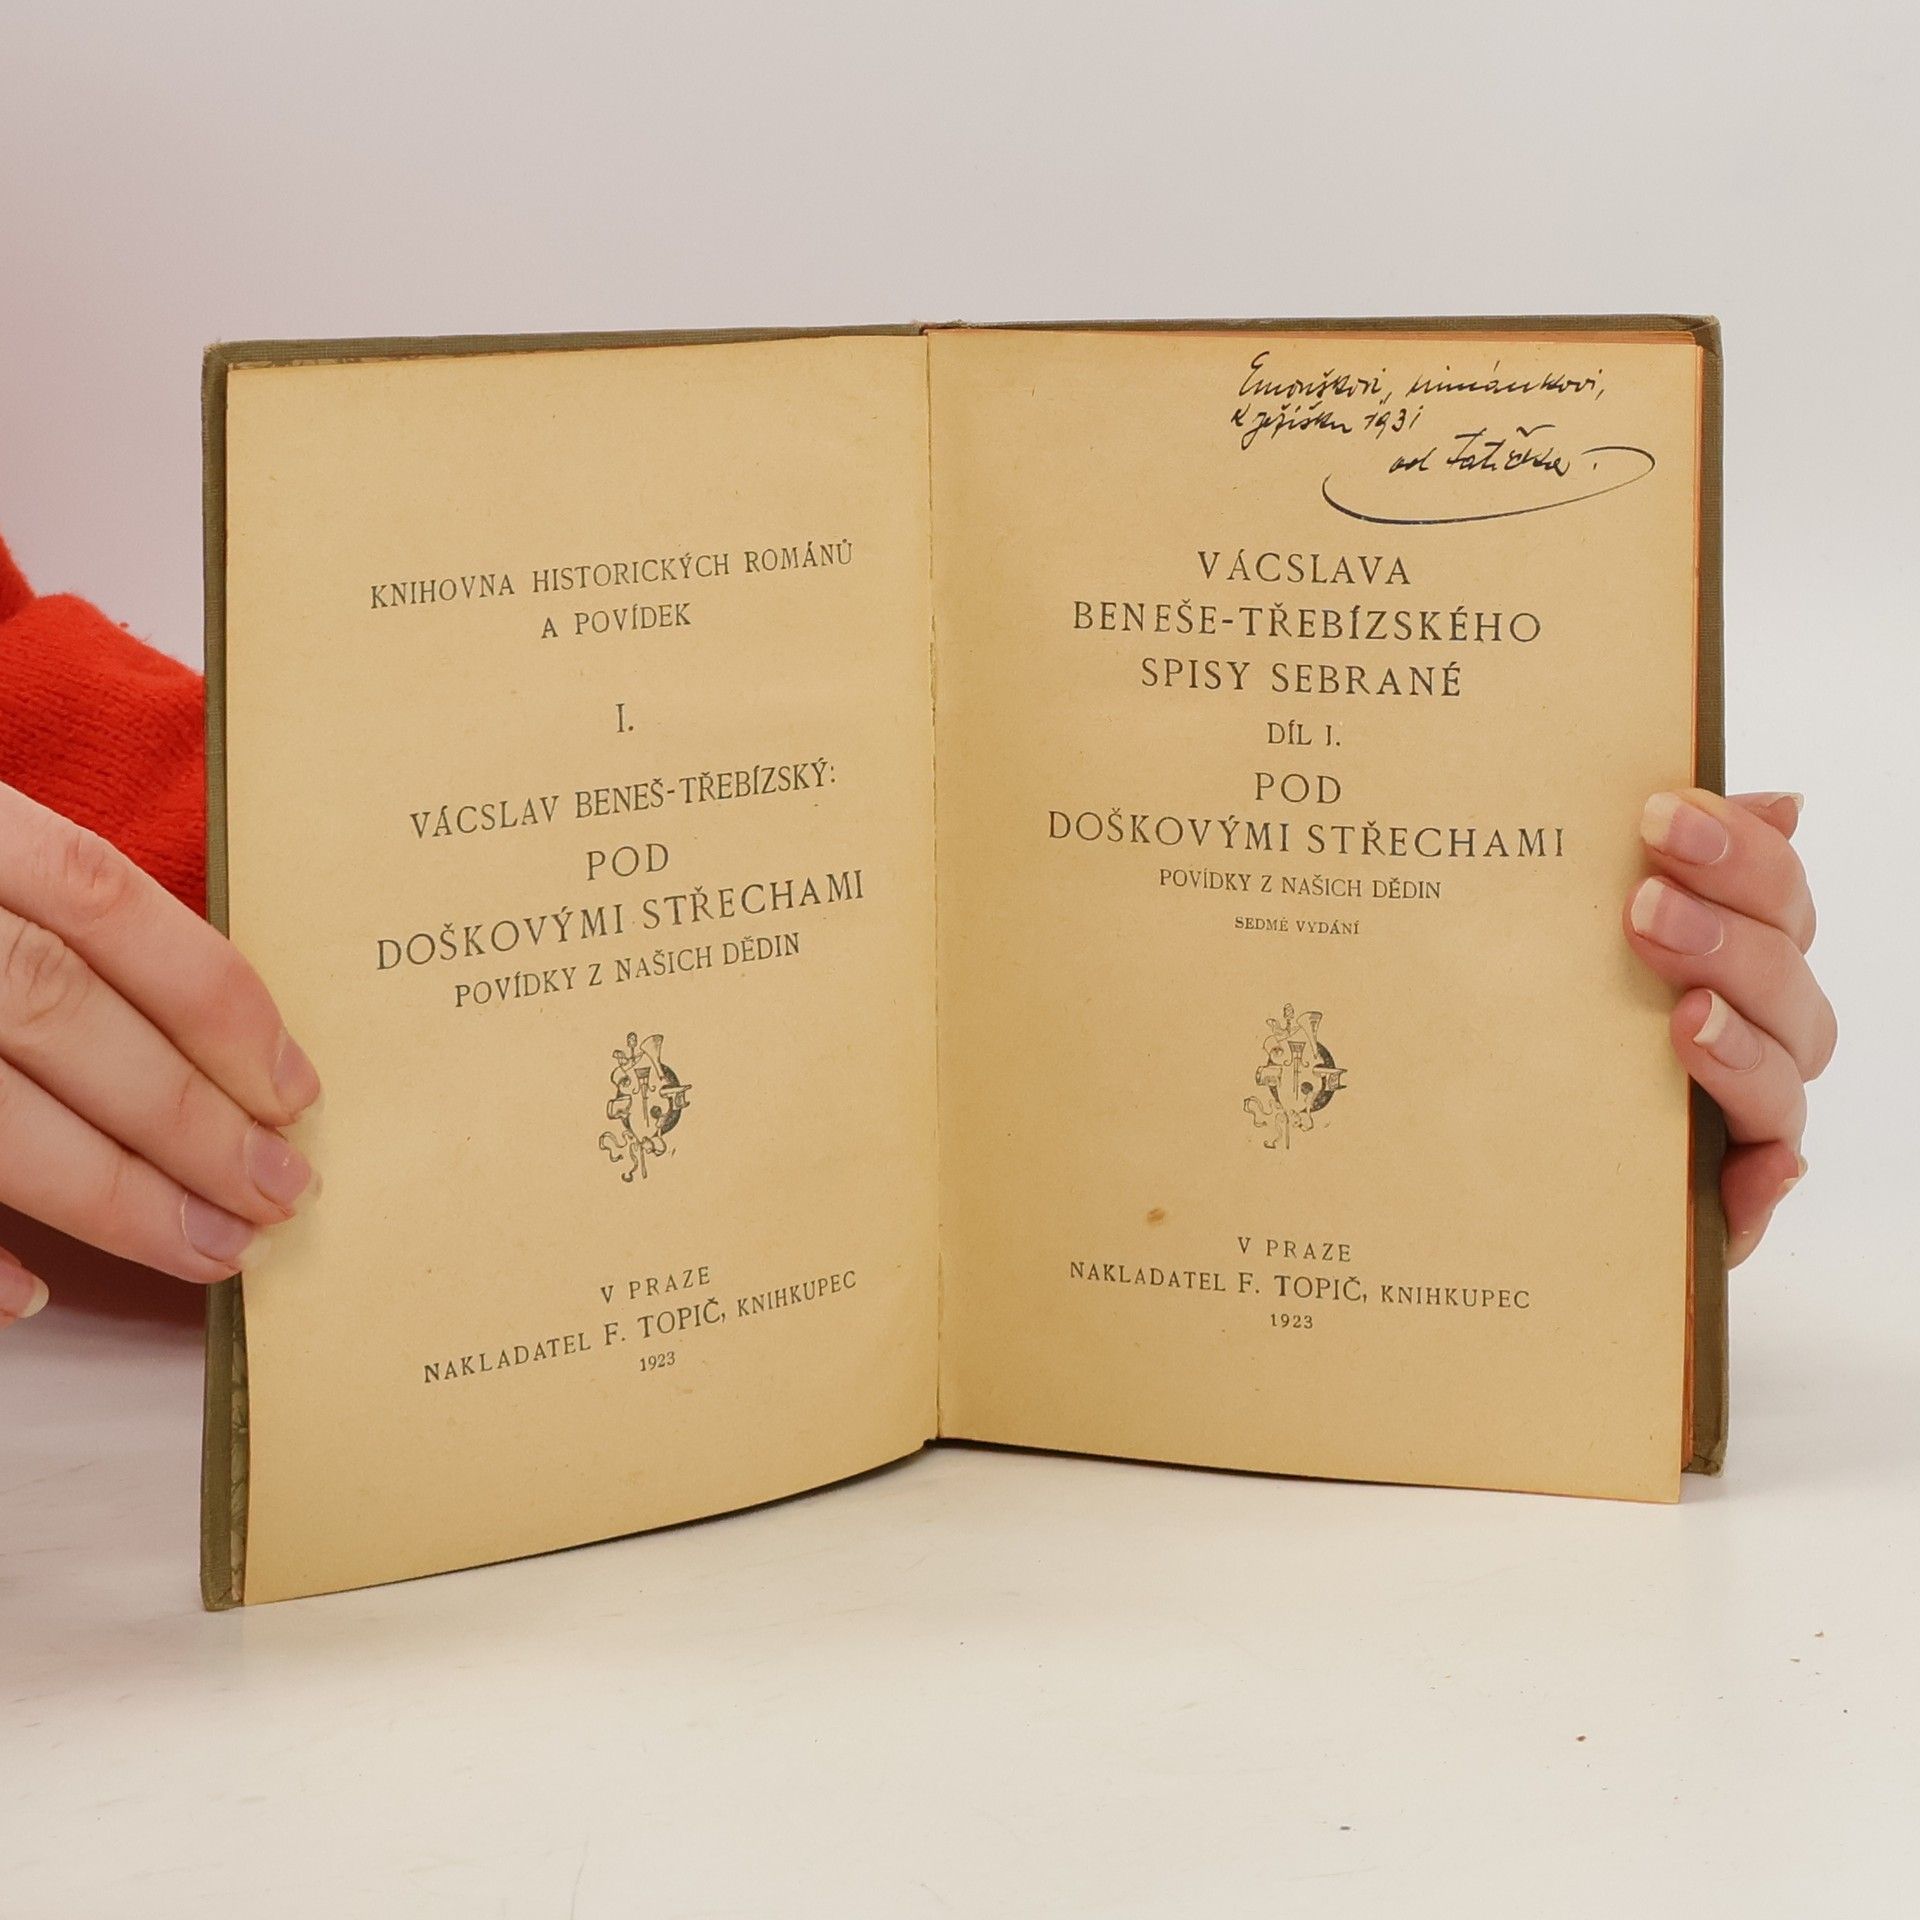 KNIHOVNA HISTORICKÝCH ROMÁNŮ
A POVÍDEK
I.
VÁCSLAV BENEŠ-TŘEBÍZSKÝ:
POD
DOŠKOVÝMI STŘECHAMI
POVÍDKY Z NAŠICH DĚDIN
V PRAZE
NAKLADATEL F. TOPIČ, KNIHKUPEC
1923
k Ježíšku 1931
od Tatíčka.
VÁCSLAVA
BENEŠE-TŘEBÍZSKÉHO
SPISY SEBRANÉ
DÍL I.
POD
DOŠKOVÝMI STŘECHAMI
POVÍDKY Z NAŠICH DĚDIN
SEDMÉ VYDÁNÍ
V PRAZE
NAKLADATEL F. TOPIČ, KNIHKUPEC
1923